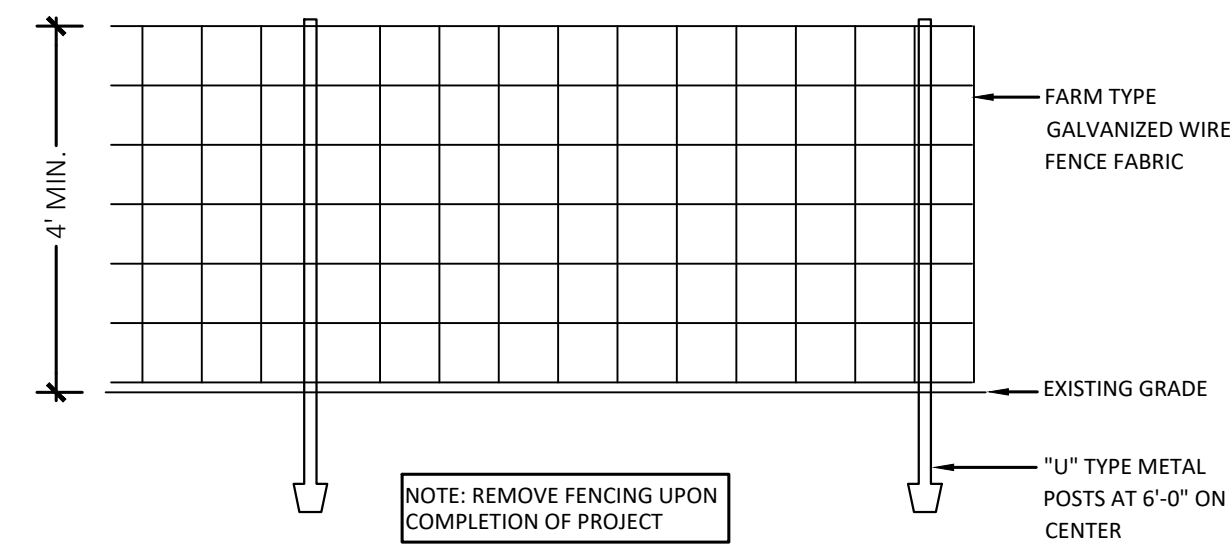 4' MIN.
FARM TYPE
GALVANIZED WIRE
FENCE FABRIC
EXISTING GRADE
"U" TYPE METAL
POSTS AT 6'-0" ON
CENTER
NOTE: REMOVE FENCING UPON
COMPLETION OF PROJECT